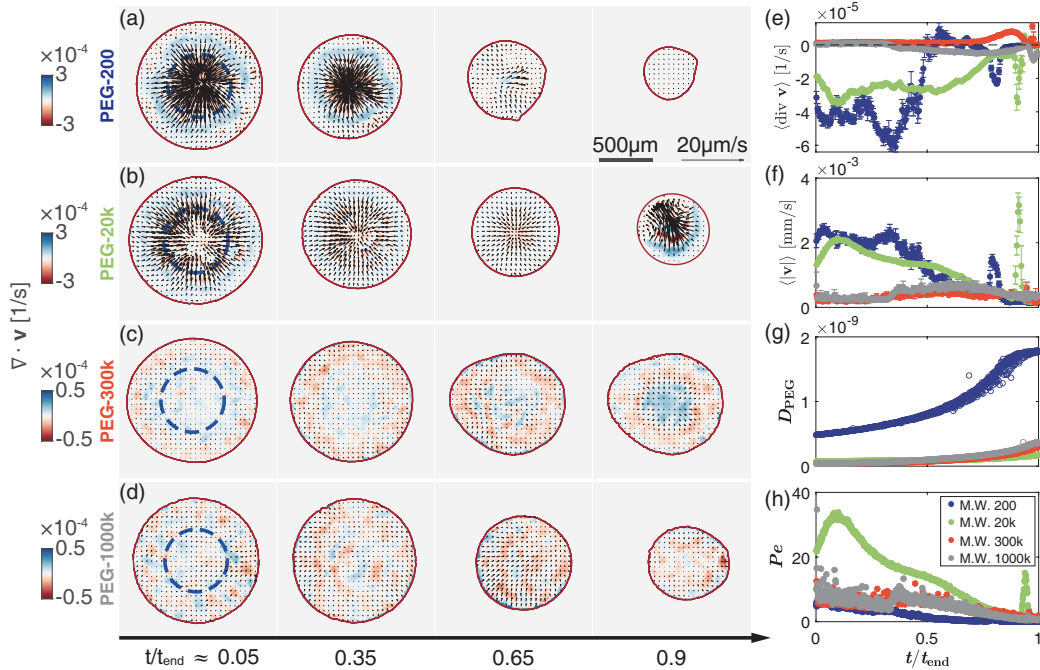 (a)
×10⁻⁴
3
-3
PEG-200
500µm
20µm/s
(b)
×10⁻⁴
3
-3
PEG-20k
∇ · v [1/s]
(c)
×10⁻⁴
0.5
-0.5
PEG-300k
(d)
×10⁻⁴
0.5
-0.5
PEG-1000k
t/tend ≈ 0.05
0.35
0.65
0.9
(e)
×10⁻⁵
0
-2
-4
-6
⟨div v⟩ [1/s]
(f)
×10⁻³
4
2
0
⟨|v|⟩ [mm/s]
(g)
×10⁻⁹
2
1
0
DPEG
(h)
40
20
0
Pe
M.W. 200
M.W. 20k
M.W. 300k
M.W. 1000k
0
0.5
1
t/tend